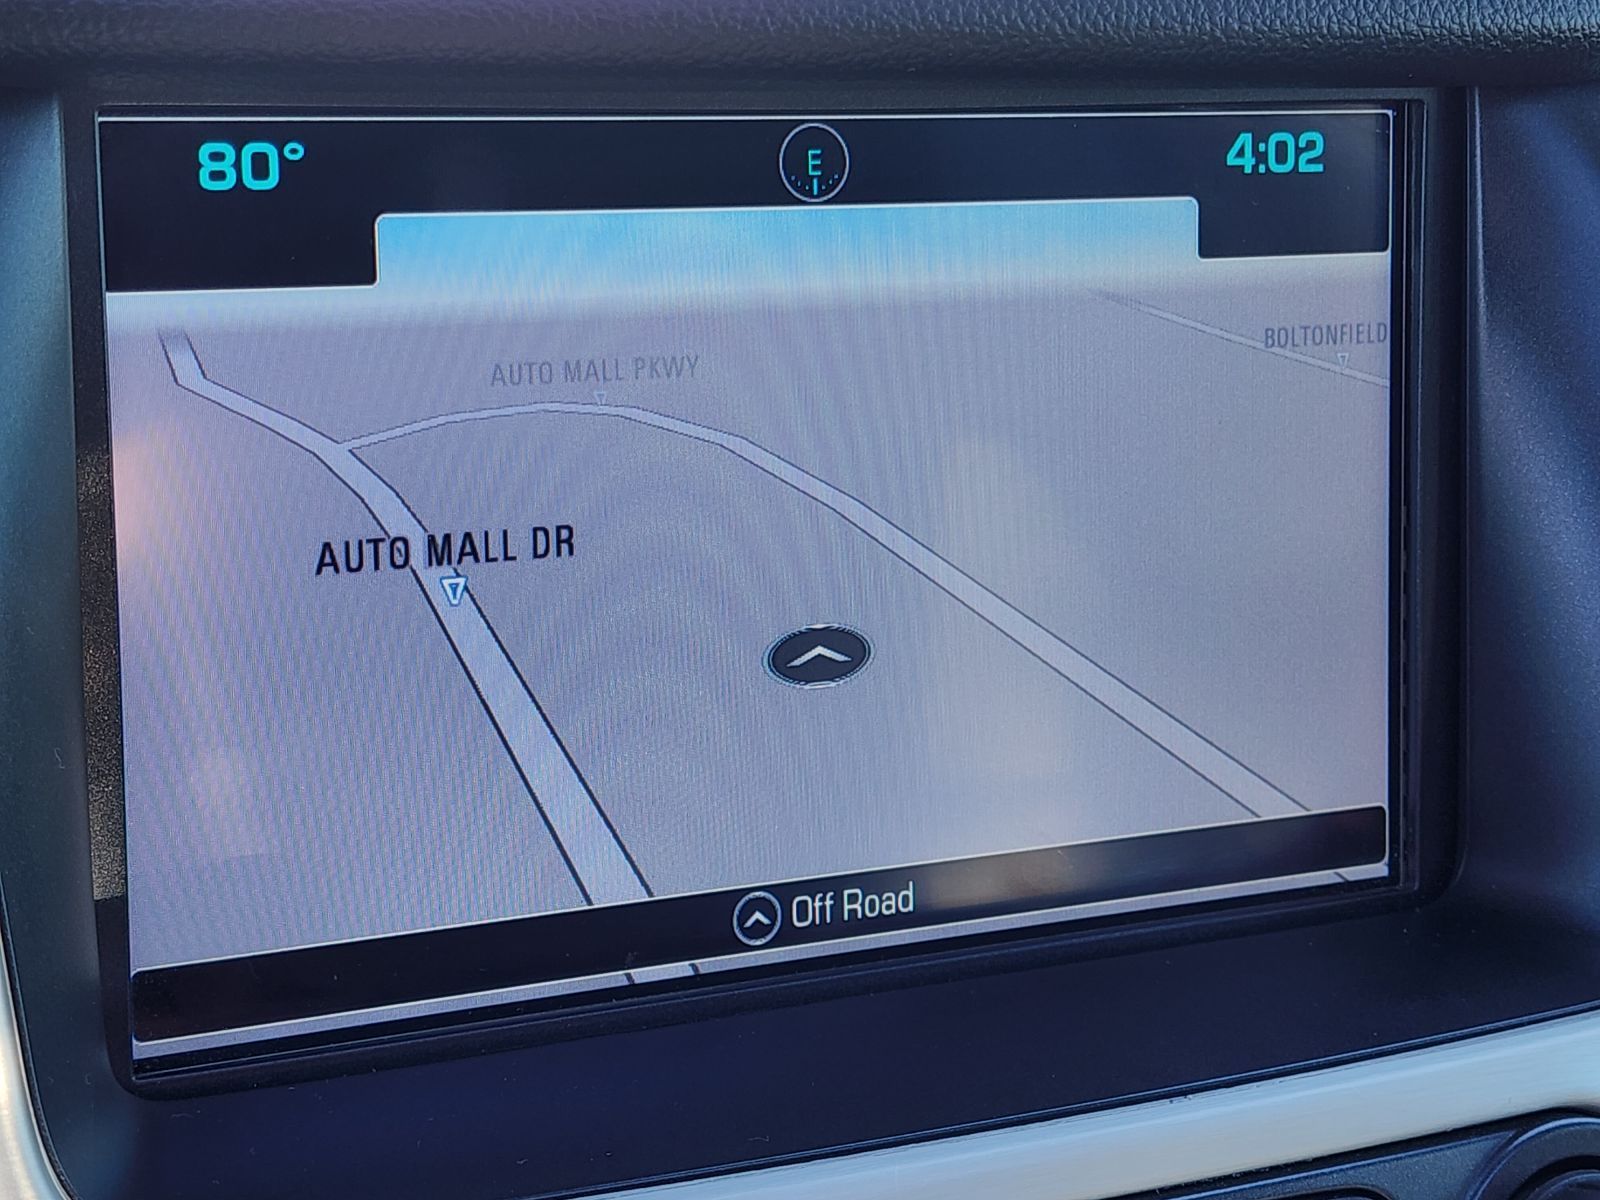 80°
E
4:02
BOLTONFIELD
AUTO MALL PKWY
AUTO MALL DR
Off Road